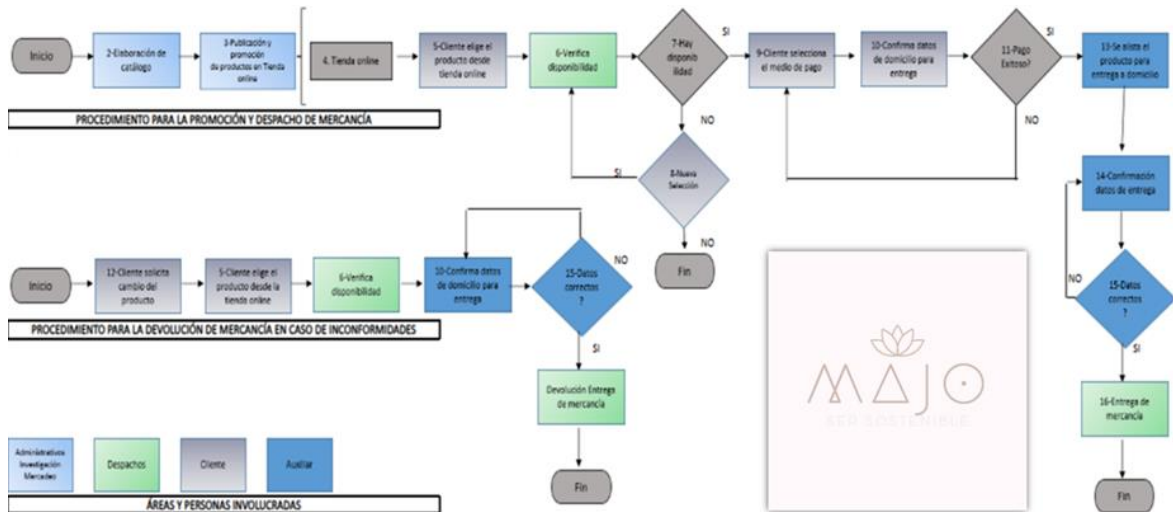 Inicio
2-Elaboración de
catálogo
3-Publicación y
promoción
de productos en Tienda
online
4. Tienda online
5-Cliente elige el
producto desde
tienda online
6-Verifica
disponibilidad
7-Hay
disponib
ilidad
SI
9-Cliente selecciona
el medio de pago
10-Confirma datos
de domicilio para
entrega
11-Pago
Exitoso?
SI
13-Se alista el
producto para
entrega a domicilio
PROCEDIMIENTO PARA LA PROMOCIÓN Y DESPACHO DE MERCANCÍA
NO
NO
SI
8-Nueva
Selección
14-Confirmación
datos de entrega
NO
Fin
Inicio
12-Cliente solicita
cambio del
producto
5-Cliente elige el
producto desde la
tienda online
6-Verifica
disponibilidad
10-Confirma datos
de domicilio para
entrega
15-Datos
correctos
?
NO
NO
15-Datos
correctos
?
PROCEDIMIENTO PARA LA DEVOLUCIÓN DE MERCANCÍA EN CASO DE INCONFORMIDADES
SI
SI
Devolución Entrega
de mercancía
MAJO
SER SOSTENIBLE
16-Entrega de
mercancía
Administrativos
Investigación
Mercadeo
Despachos
Cliente
Auxiliar
Fin
Fin
ÁREAS Y PERSONAS INVOLUCRADAS